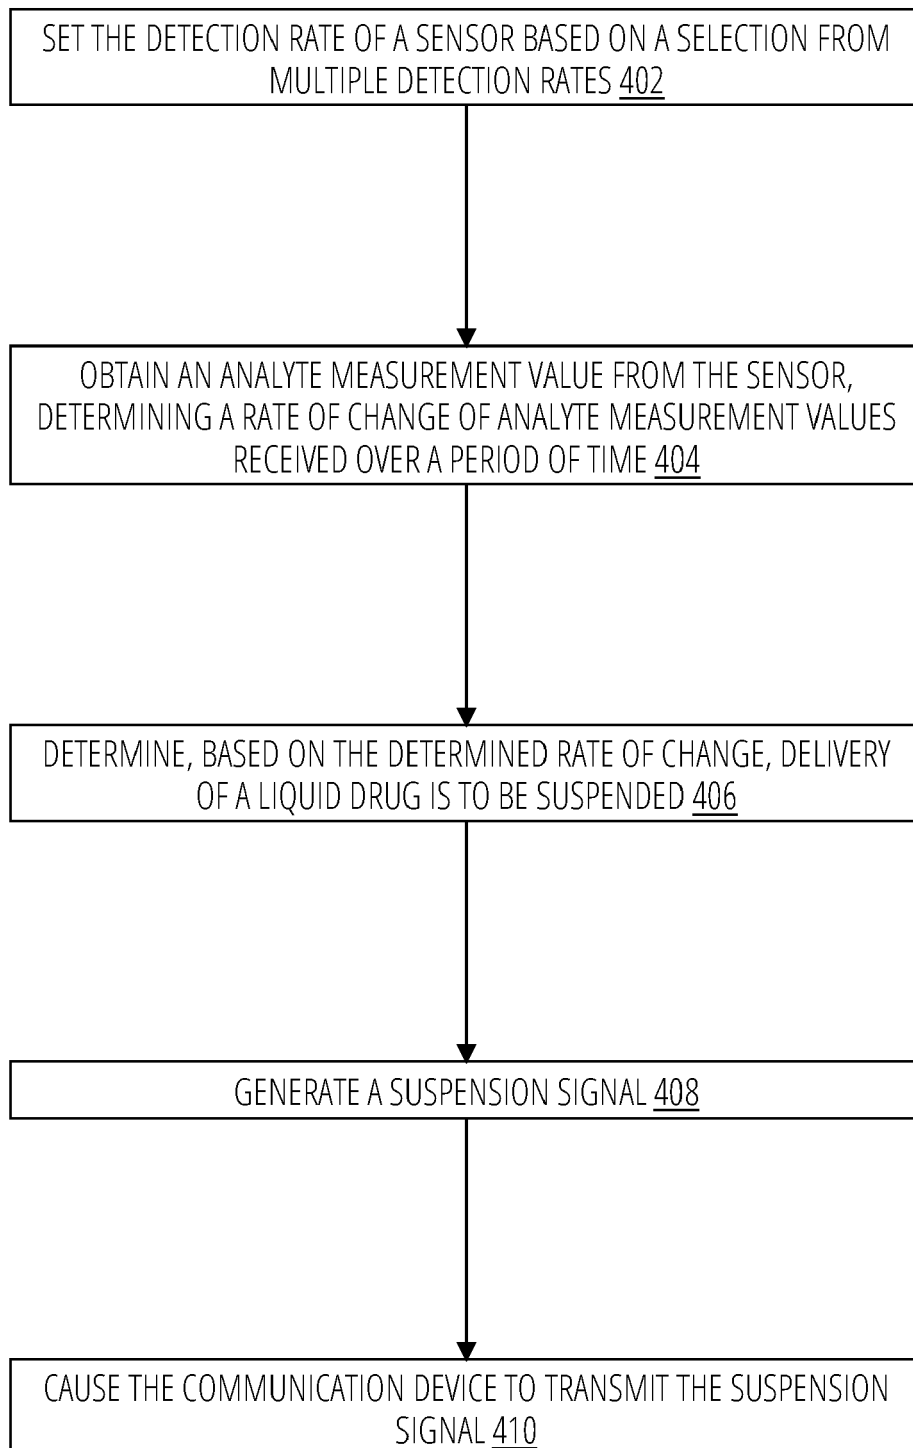 SET THE DETECTION RATE OF A SENSOR BASED ON A SELECTION FROM
MULTIPLE DETECTION RATES 402
OBTAIN AN ANALYTE MEASUREMENT VALUE FROM THE SENSOR,
DETERMINING A RATE OF CHANGE OF ANALYTE MEASUREMENT VALUES
RECEIVED OVER A PERIOD OF TIME 404
DETERMINE, BASED ON THE DETERMINED RATE OF CHANGE, DELIVERY
OF A LIQUID DRUG IS TO BE SUSPENDED 406
GENERATE A SUSPENSION SIGNAL 408
CAUSE THE COMMUNICATION DEVICE TO TRANSMIT THE SUSPENSION
SIGNAL 410